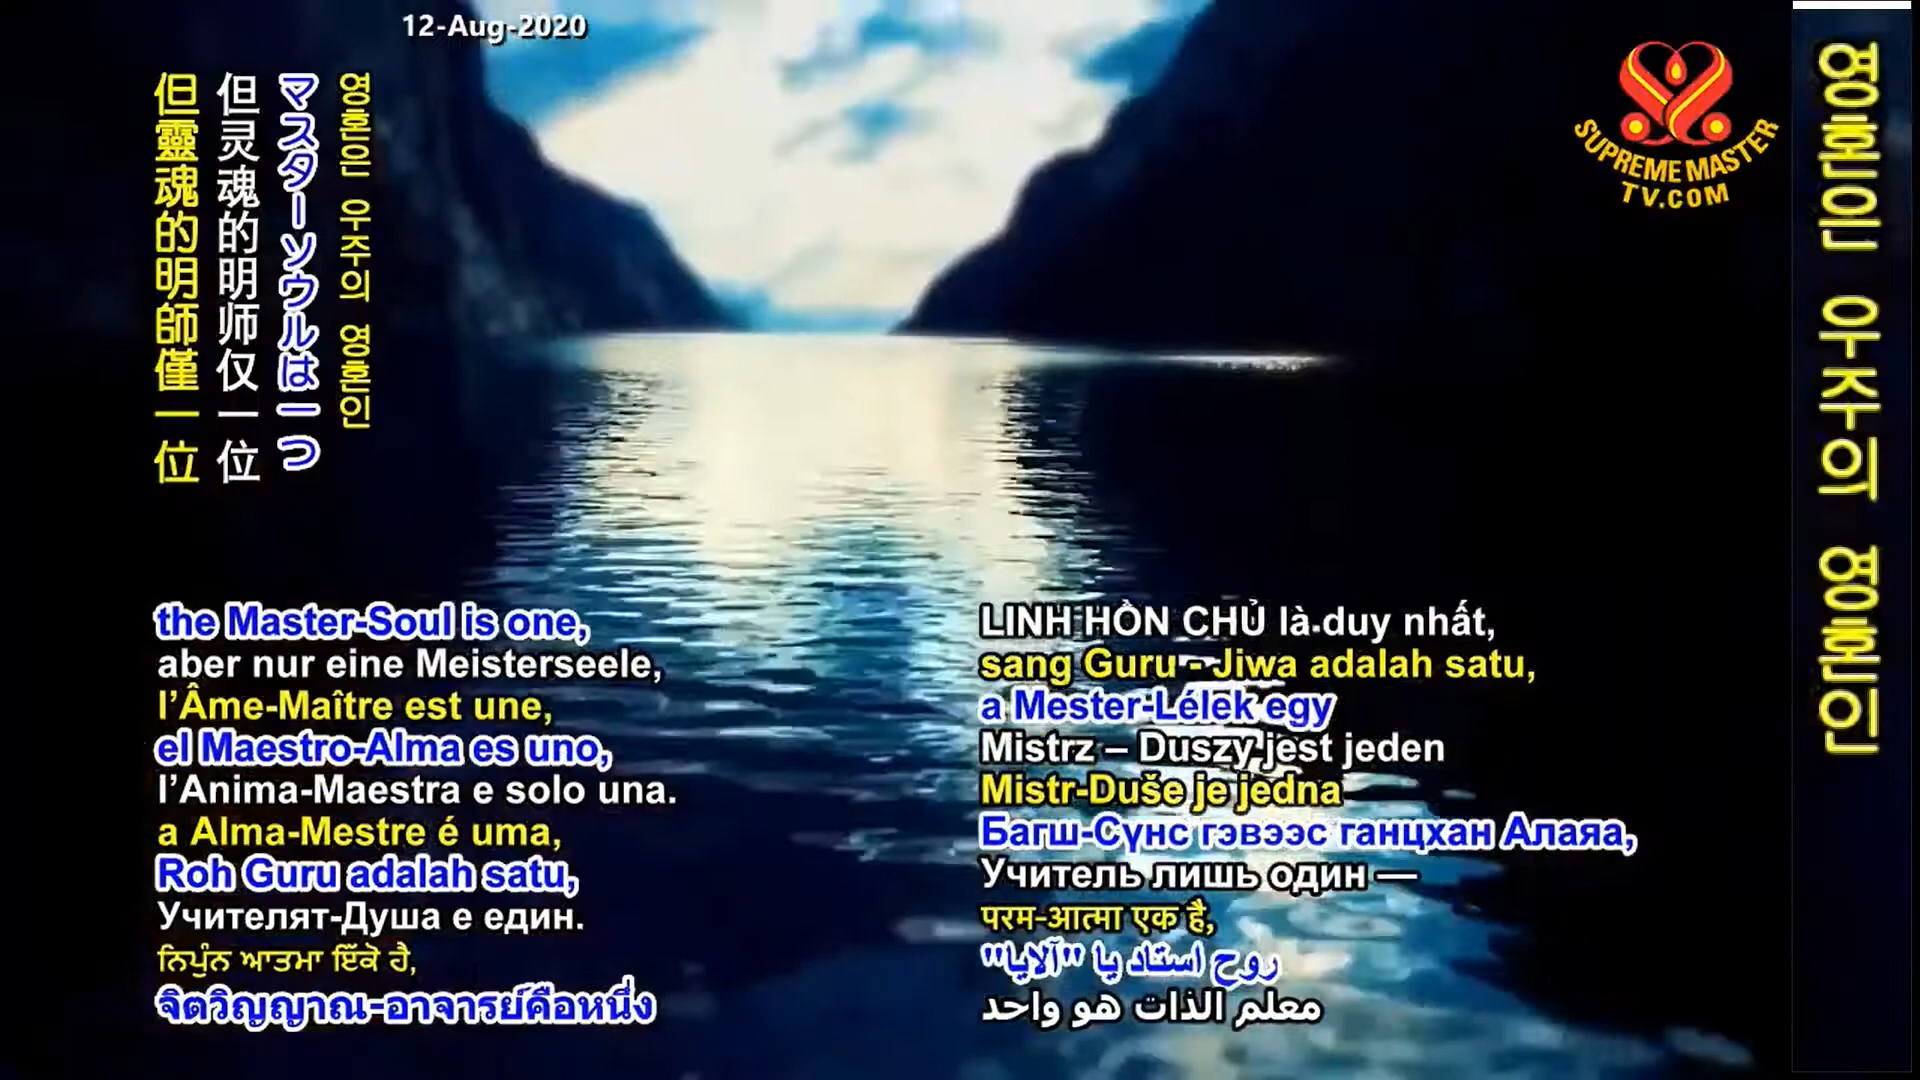 12-Aug-2020
但靈魂的明師僅一位
但灵魂的明师仅一位
マスターソウルは一つ
영혼은 우주의 영혼인
SUPREME MASTER
TV.COM
영혼은 우주의 영혼인
the Master-Soul is one,
aber nur eine Meisterseele,
l’Âme-Maître est une,
el Maestro-Alma es uno,
l’Anima-Maestra e solo una.
a Alma-Mestre é uma,
Roh Guru adalah satu,
Учителят-Душа е един.
ਨਿਪੁੰਨ ਆਤਮਾ ਇੱਕੋ ਹੈ,
จิตวิญญาณ-อาจารย์คือหนึ่ง
LINH HỒN CHỦ là duy nhất,
sang Guru - Jiwa adalah satu,
a Mester-Lélek egy
Mistrz – Duszy jest jeden
Mistr-Duše je jedna
Багш-Сүнс гэвээс ганцхан Алаяа,
Учитель лишь один —
परम-आत्मा एक है,
روح استاد یا "آلایا"
معلم الذات هو واحد